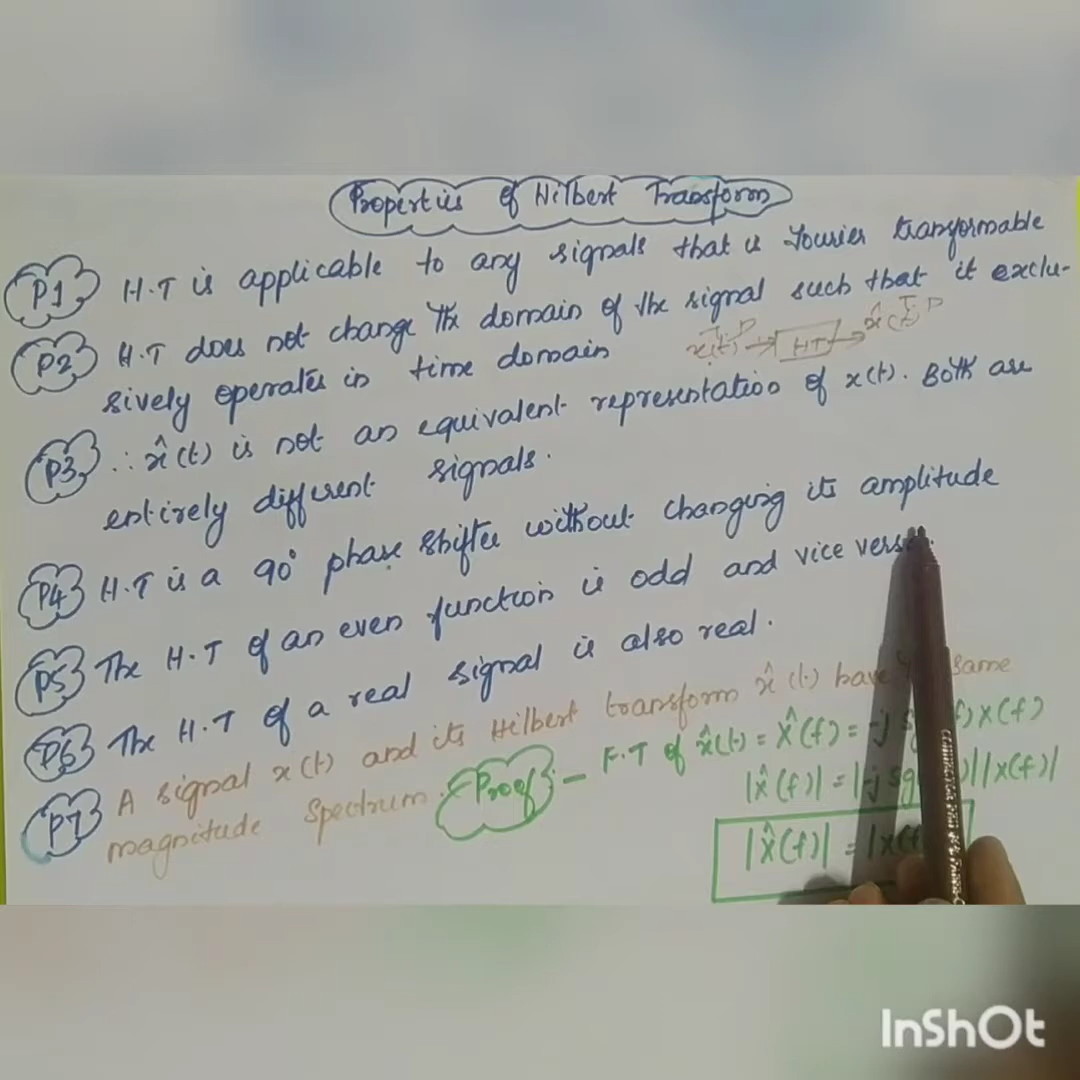 Properties of Hilbert Transform
P1 H.T is applicable to any signals that is Fourier transformable
P2 H.T does not change the domain of the signal such that it exclu-
sively operates in time domain
T.D T.D
x(t) → HT → x̂(t)
P3 ∴ x̂(t) is not an equivalent representation of x(t). Both are
entirely different signals.
P4 H.T is a 90° phase shifter without changing its amplitude
P5 The H.T of an even function is odd and vice versa.
P6 The H.T of a real signal is also real.
P7 A signal x(t) and its Hilbert transform x̂(t) have same
magnitude spectrum.
Proof :- F.T of x̂(t) = X̂(f) = -j X(f)
|X̂(f)| = |-j | |X(f)|
|X̂(f)| =
InShOt